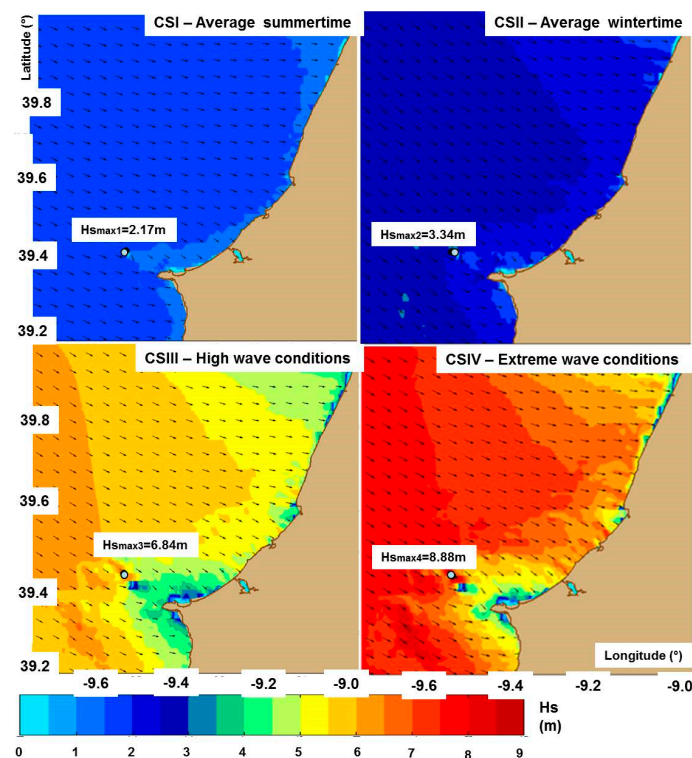 CSI – Average summertime
CSII – Average wintertime
Latitude (°)
39.8
39.6
39.4
39.2
Hsmax1=2.17m
Hsmax2=3.34m
CSIII – High wave conditions
CSIV – Extreme wave conditions
39.8
39.6
39.4
39.2
Hsmax3=6.84m
Hsmax4=8.88m
Longitude (°)
-9.6 -9.4 -9.2 -9.0 -9.6 -9.4 -9.2 -9.0
Hs
(m)
0 1 2 3 4 5 6 7 8 9